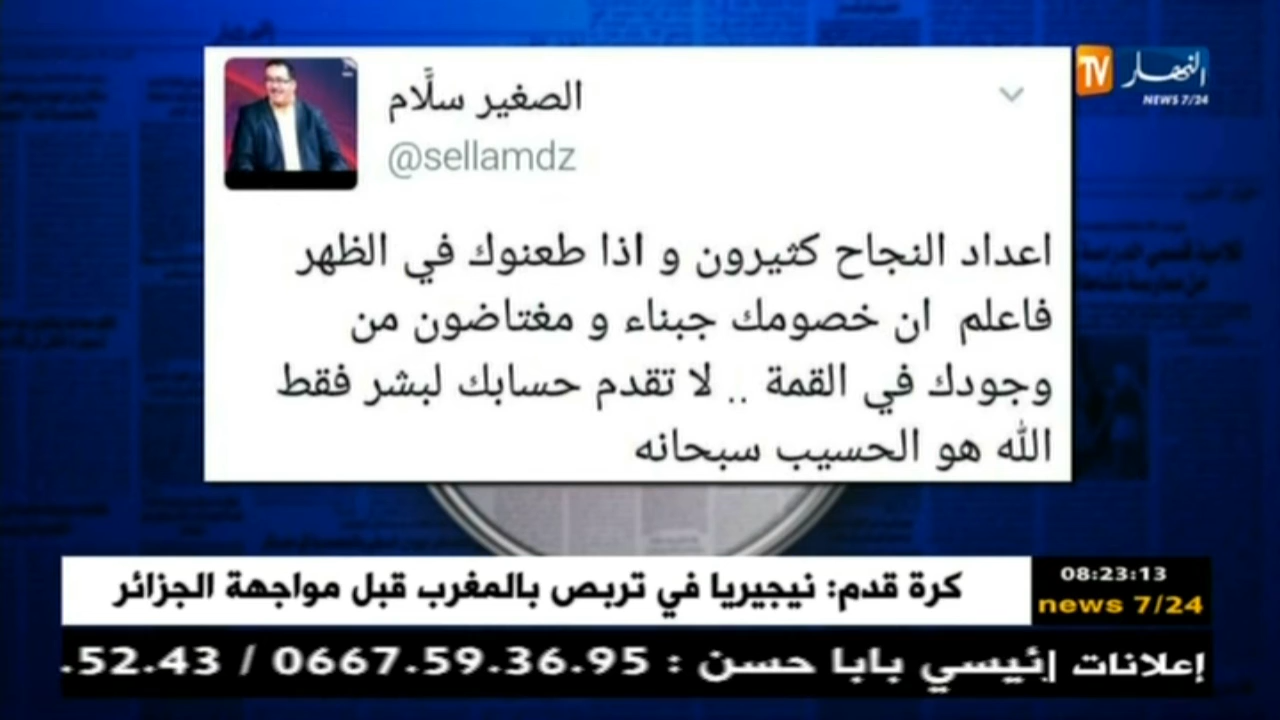 الصغير سلَّام
@sellamdz
النهار TV
NEWS 7/24
اعداد النجاح كثيرون و اذا طعنوك في الظهر
فاعلم ان خصومك جبناء و مغتاضون من
وجودك في القمة .. لا تقدم حسابك لبشر فقط
الله هو الحسيب سبحانه
كرة قدم: نيجيريا في تربص بالمغرب قبل مواجهة الجزائر
08:23:13
news 7/24
إعلانات | ئيسي بابا حسن : 0667.59.36.95 / 52.43.